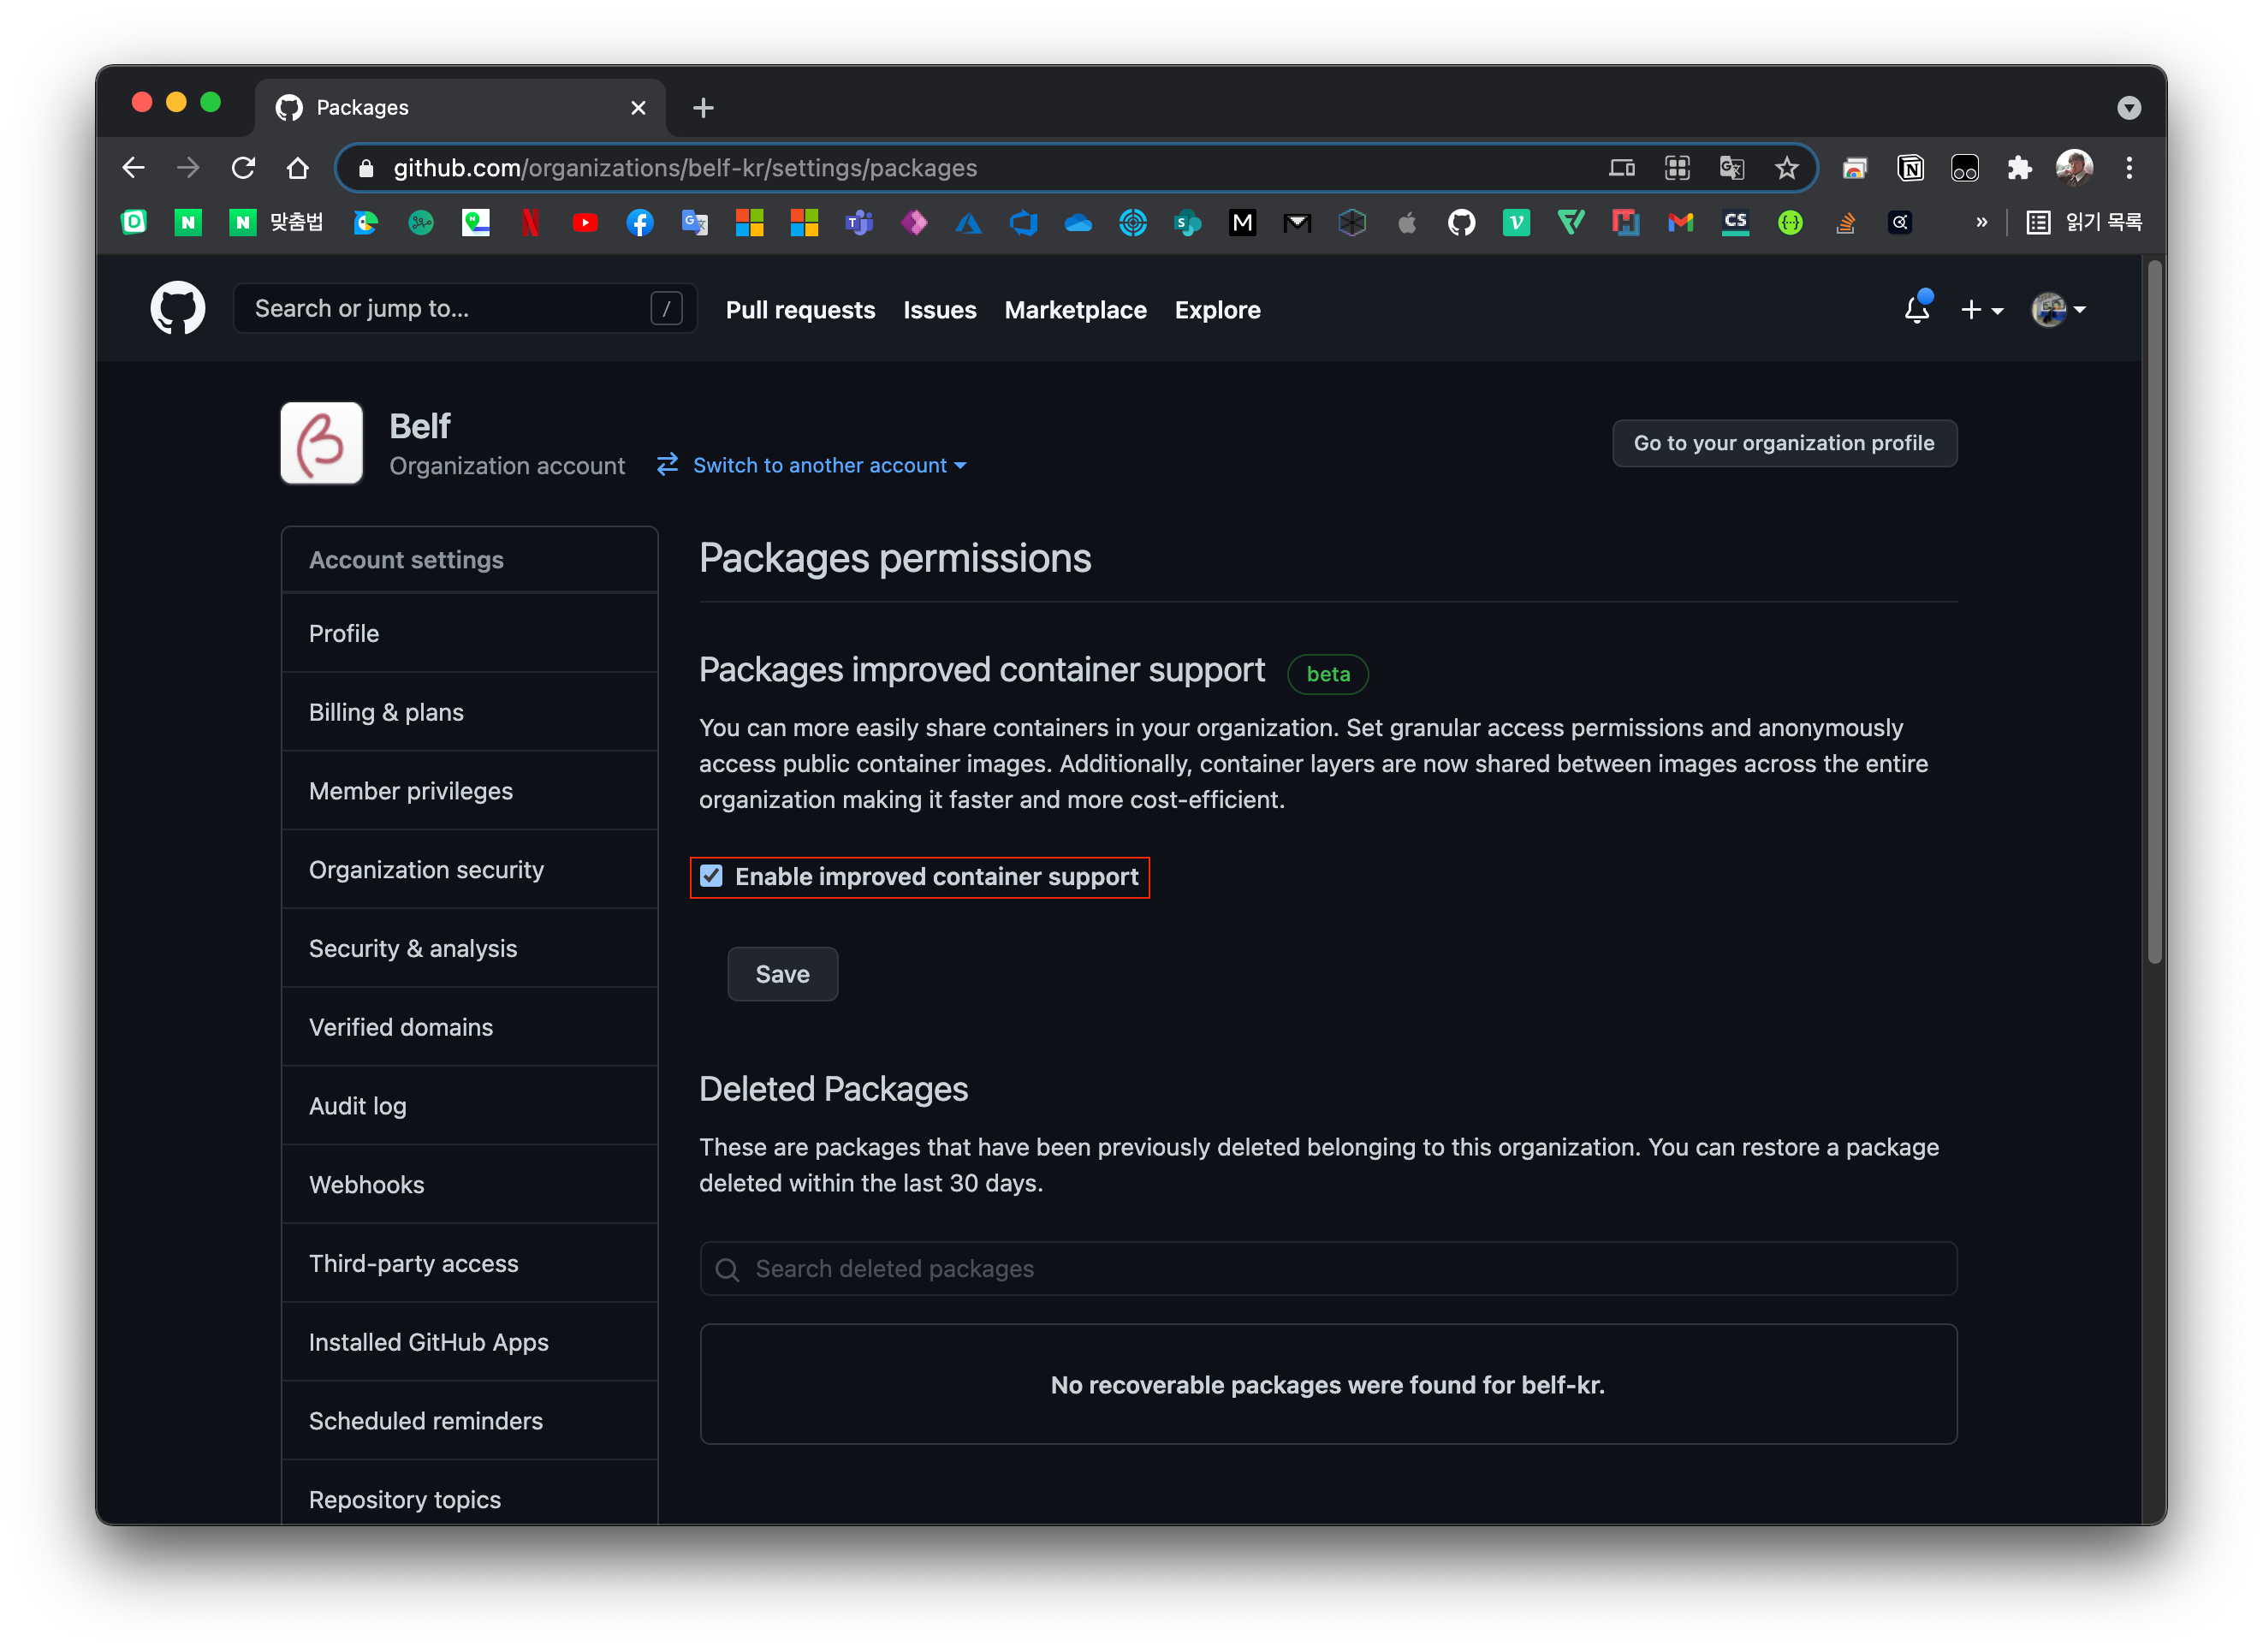 Packages
github.com/organizations/belf-kr/settings/packages
맞춤법
읽기 목록
Search or jump to...
/
Pull requests
Issues
Marketplace
Explore
Belf
Organization account
Switch to another account
Go to your organization profile
Account settings
Profile
Billing & plans
Member privileges
Organization security
Security & analysis
Verified domains
Audit log
Webhooks
Third-party access
Installed GitHub Apps
Scheduled reminders
Repository topics
Packages permissions
Packages improved container support
beta
You can more easily share containers in your organization. Set granular access permissions and anonymously
access public container images. Additionally, container layers are now shared between images across the entire
organization making it faster and more cost-efficient.
Enable improved container support
Save
Deleted Packages
These are packages that have been previously deleted belonging to this organization. You can restore a package
deleted within the last 30 days.
Search deleted packages
No recoverable packages were found for belf-kr.